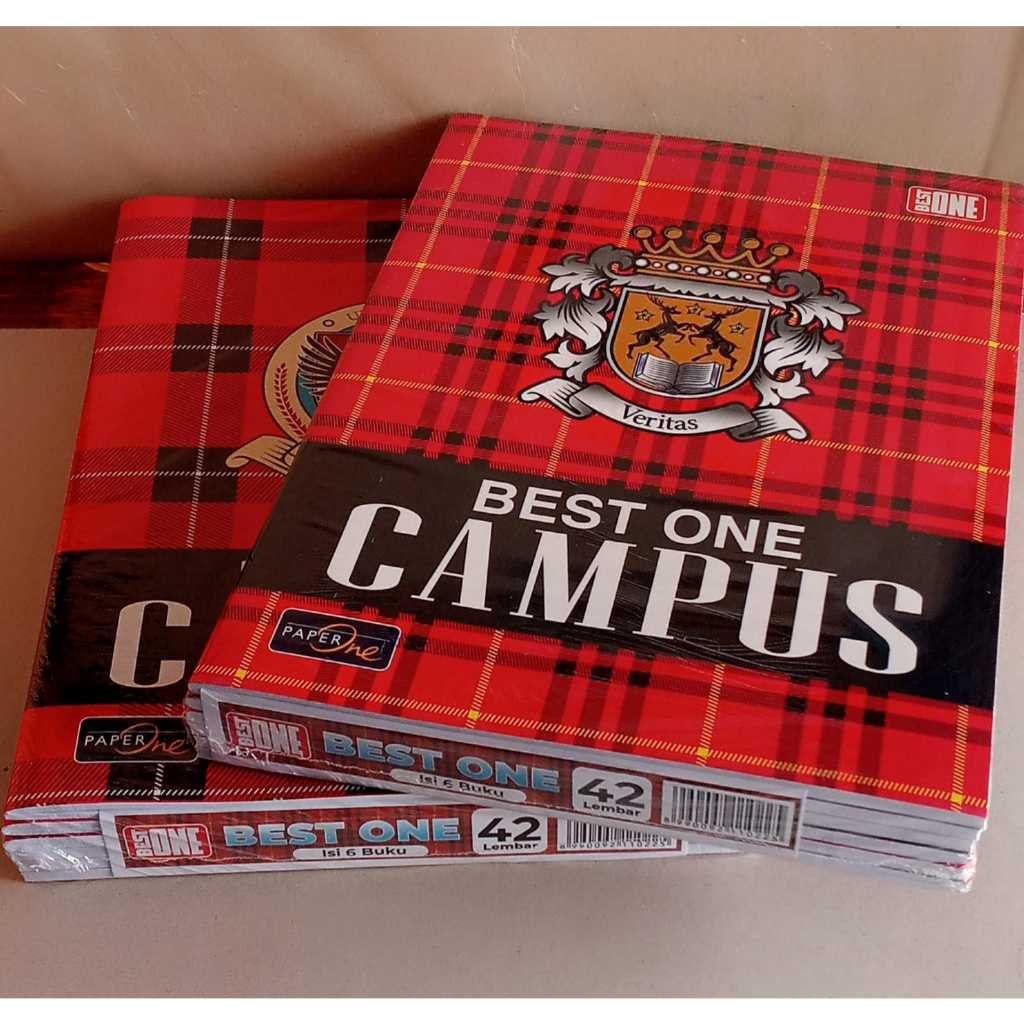 BEST ONE
Veritas
BEST ONE
CAMPUS
PAPER One
BEST ONE
BEST ONE
Isi 6 Buku
42
Lembar
C
PAPER One
BEST ONE
BEST ONE
Isi 6 Buku
42
Lembar